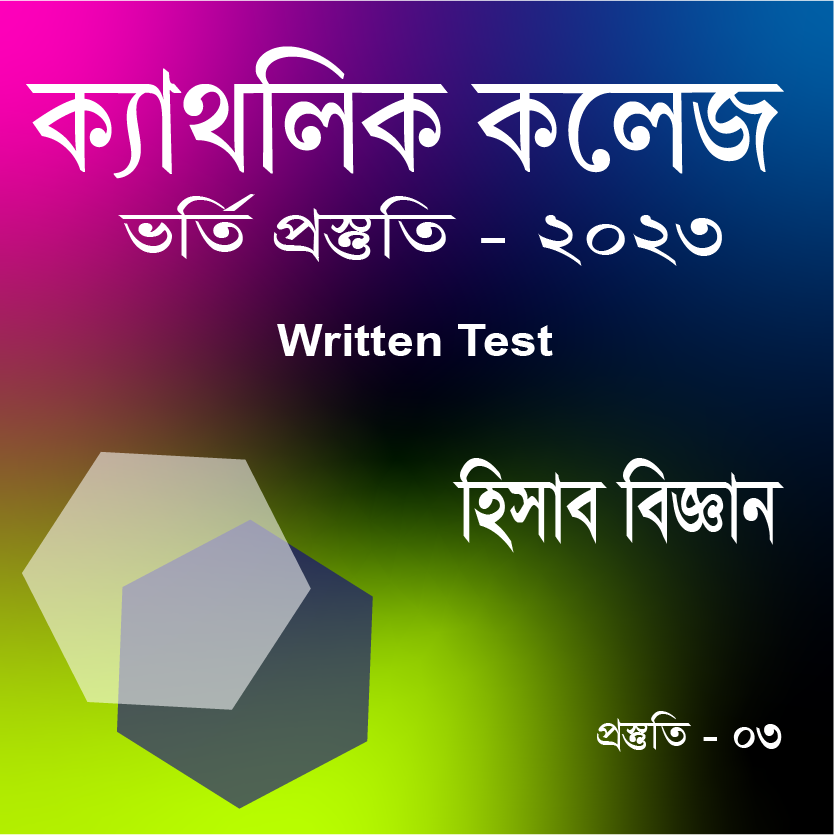 ক্যাথলিক কলেজ
ভর্তি প্রস্তুতি - ২০২৩
Written Test
হিসাব বিজ্ঞান
প্রস্তুতি - ০৩